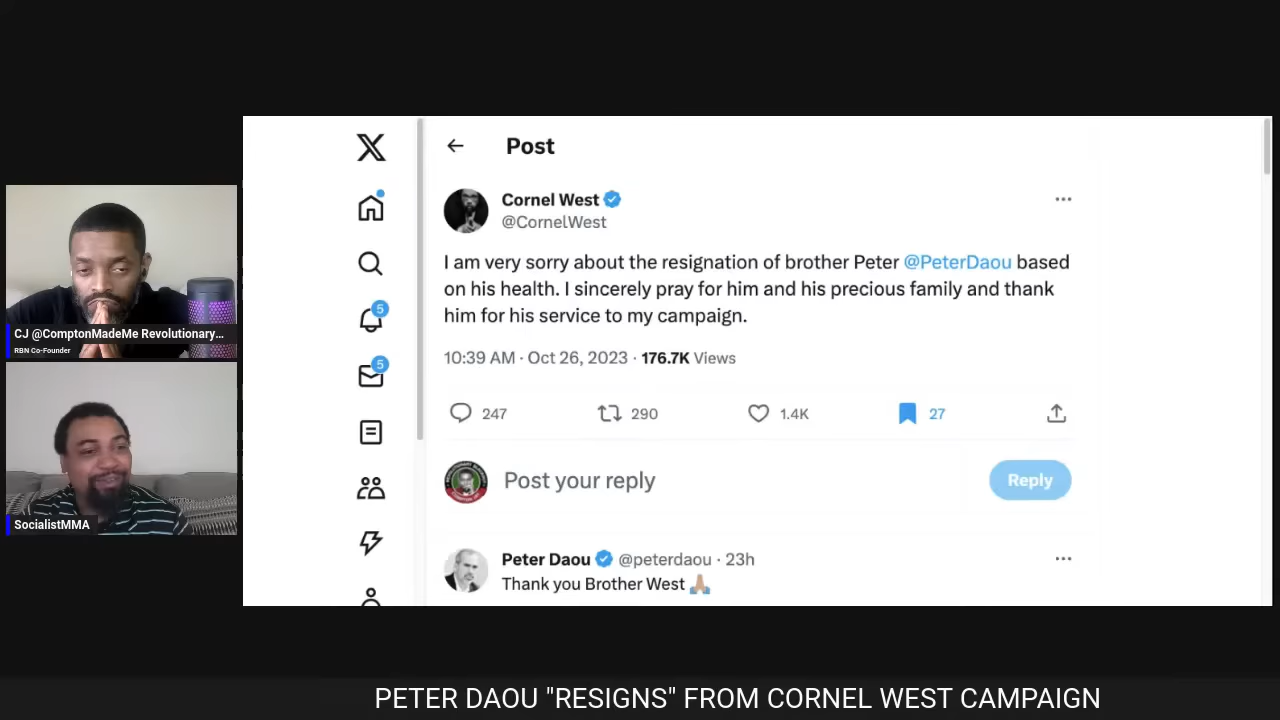 CJ @ComptonMadeMe Revolutionary...
RBN Co-Founder
SocialistMMA
X
5
5
Post
Cornel West
@CornelWest
I am very sorry about the resignation of brother Peter @PeterDaou based
on his health. I sincerely pray for him and his precious family and thank
him for his service to my campaign.
10:39 AM · Oct 26, 2023 · 176.7K Views
247 290 1.4K 27
Post your reply
Reply
Peter Daou @peterdaou · 23h
Thank you Brother West 🙏🏼
PETER DAOU "RESIGNS" FROM CORNEL WEST CAMPAIGN